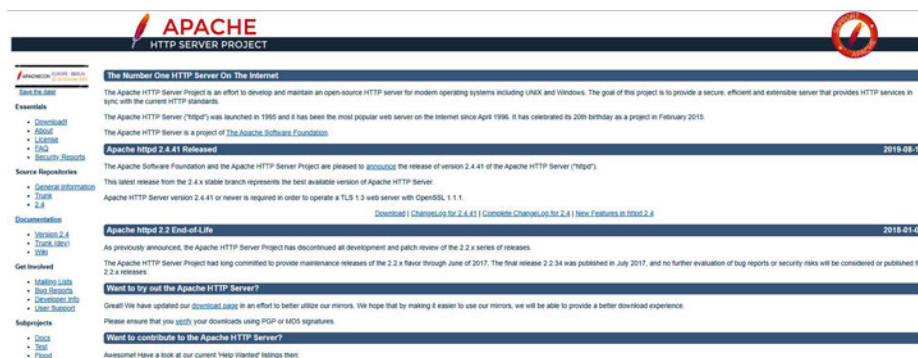 APACHE
HTTP SERVER PROJECT
SUPPORT
APACHE
APACHECON EUROPE BERLIN
Save the date!
Essentials
Download!
About
License
FAQ
Security Reports
Source Repositories
General Information
Trunk
2.4
Documentation
Version 2.4
Trunk (dev)
Wiki
Get Involved
Mailing Lists
Bug Reports
Developer Info
User Support
Subprojects
Docs
Test
Flood
The Number One HTTP Server On The Internet
The Apache HTTP Server Project is an effort to develop and maintain an open-source HTTP server for modern operating systems including UNIX and Windows. The goal of this project is to provide a secure, efficient and extensible server that provides HTTP services in
sync with the current HTTP standards.
The Apache HTTP Server ("httpd") was launched in 1995 and it has been the most popular web server on the Internet since April 1996. It has celebrated its 20th birthday as a project in February 2015.
The Apache HTTP Server is a project of The Apache Software Foundation.
Apache httpd 2.4.41 Released 2019-08-1
The Apache Software Foundation and the Apache HTTP Server Project are pleased to announce the release of version 2.4.41 of the Apache HTTP Server ("httpd").
This latest release from the 2.4.x stable branch represents the best available version of Apache HTTP Server.
Apache HTTP Server version 2.4.41 or newer is required in order to operate a TLS 1.3 web server with OpenSSL 1.1.1.
Download | ChangeLog for 2.4.41 | Complete ChangeLog for 2.4 | New Features in httpd 2.4
Apache httpd 2.2 End-of-Life 2018-01-0
As previously announced, the Apache HTTP Server Project has discontinued all development and patch review of the 2.2.x series of releases.
The Apache HTTP Server Project had long committed to provide maintenance releases of the 2.2.x flavor through June of 2017. The final release 2.2.34 was published in July 2017, and no further evaluation of bug reports or security risks will be considered or published f
2.2.x releases.
Want to try out the Apache HTTP Server?
Great! We have updated our download page in an effort to better utilize our mirrors. We hope that by making it easier to use our mirrors, we will be able to provide a better download experience.
Please ensure that you verify your downloads using PGP or MD5 signatures.
Want to contribute to the Apache HTTP Server?
Awesome! Have a look at our current 'Help Wanted' listings then: